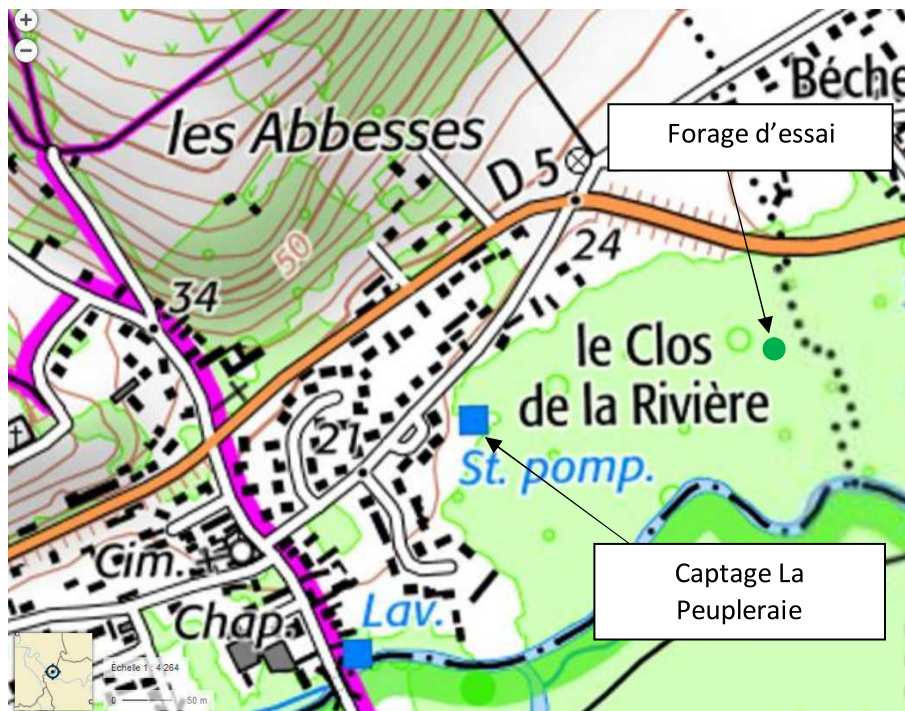 +
−
Béche
les Abbesses
Forage d’essai
D 5
50
24
34
le Clos
de la Rivière
21
St. pomp.
Cim.
Captage La
Peupleraie
Lav.
Chap.
Échelle 1 : 4 264
0
50 m